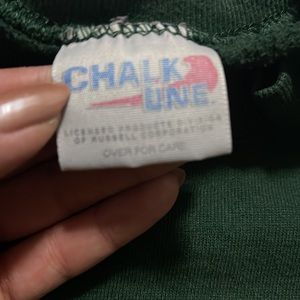 CHALK
LINE
LICENSED PRODUCTS DIVISION
OF RUSSELL CORPORATION
OVER FOR CARE